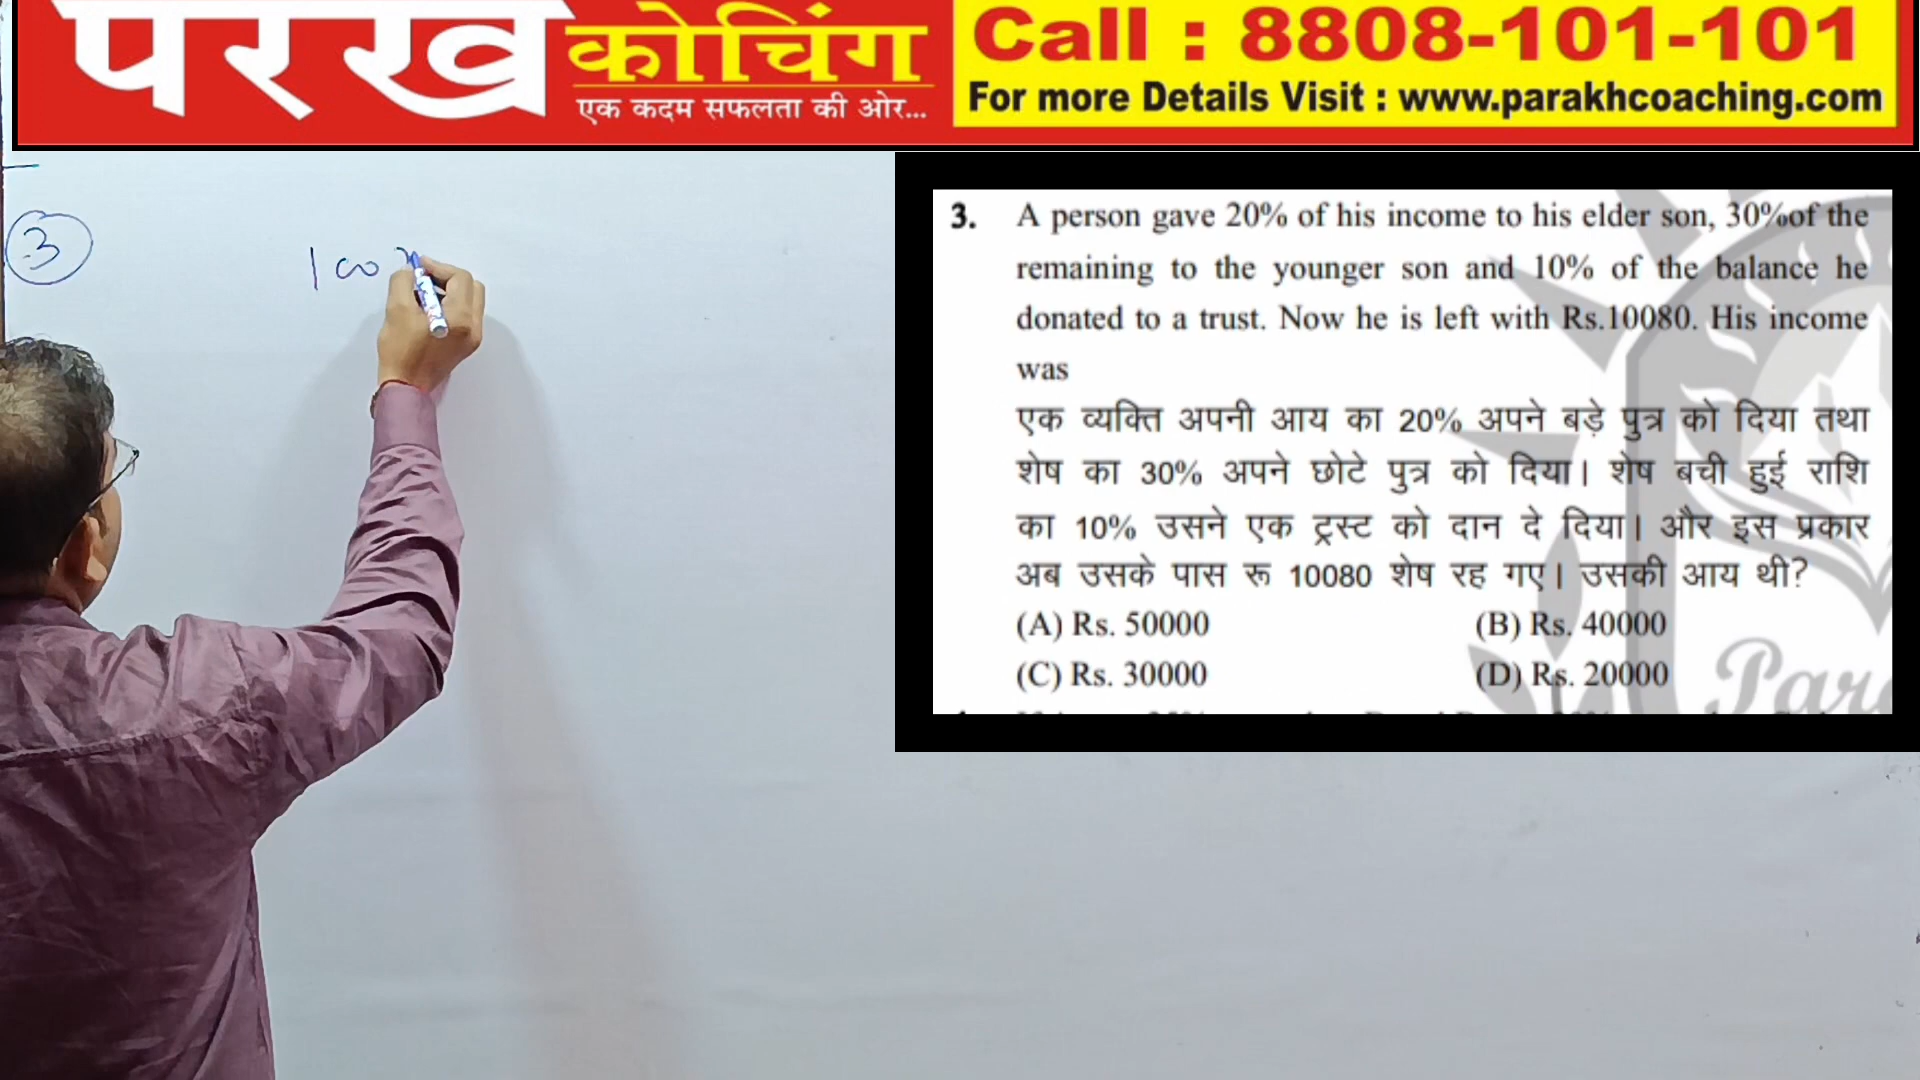 परख कोचिंग
एक कदम सफलता की ओर...
Call : 8808-101-101
For more Details Visit : www.parakhcoaching.com
3
100
3. A person gave 20% of his income to his elder son, 30%of the
remaining to the younger son and 10% of the balance he
donated to a trust. Now he is left with Rs.10080. His income
was
एक व्यक्ति अपनी आय का 20% अपने बड़े पुत्र को दिया तथा
शेष का 30% अपने छोटे पुत्र को दिया। शेष बची हुई राशि
का 10% उसने एक ट्रस्ट को दान दे दिया। और इस प्रकार
अब उसके पास रू 10080 शेष रह गए। उसकी आय थी?
(A) Rs. 50000 (B) Rs. 40000
(C) Rs. 30000 (D) Rs. 20000